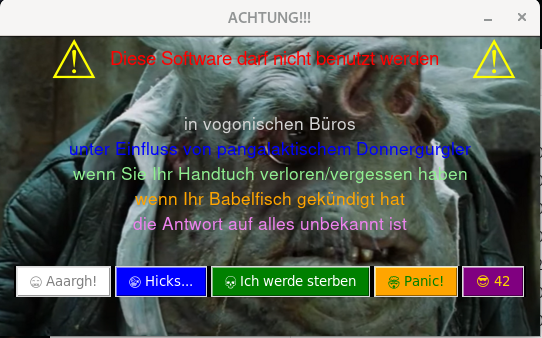 ACHTUNG!!!
Diese Software darf nicht benutzt werden
in vogonischen Büros
unter Einfluss von pangalaktischem Donnergurgler
wenn Sie Ihr Handtuch verloren/vergessen haben
wenn Ihr Babelfisch gekündigt hat
die Antwort auf alles unbekannt ist
Aaargh! Hicks... Ich werde sterben Panic! 42